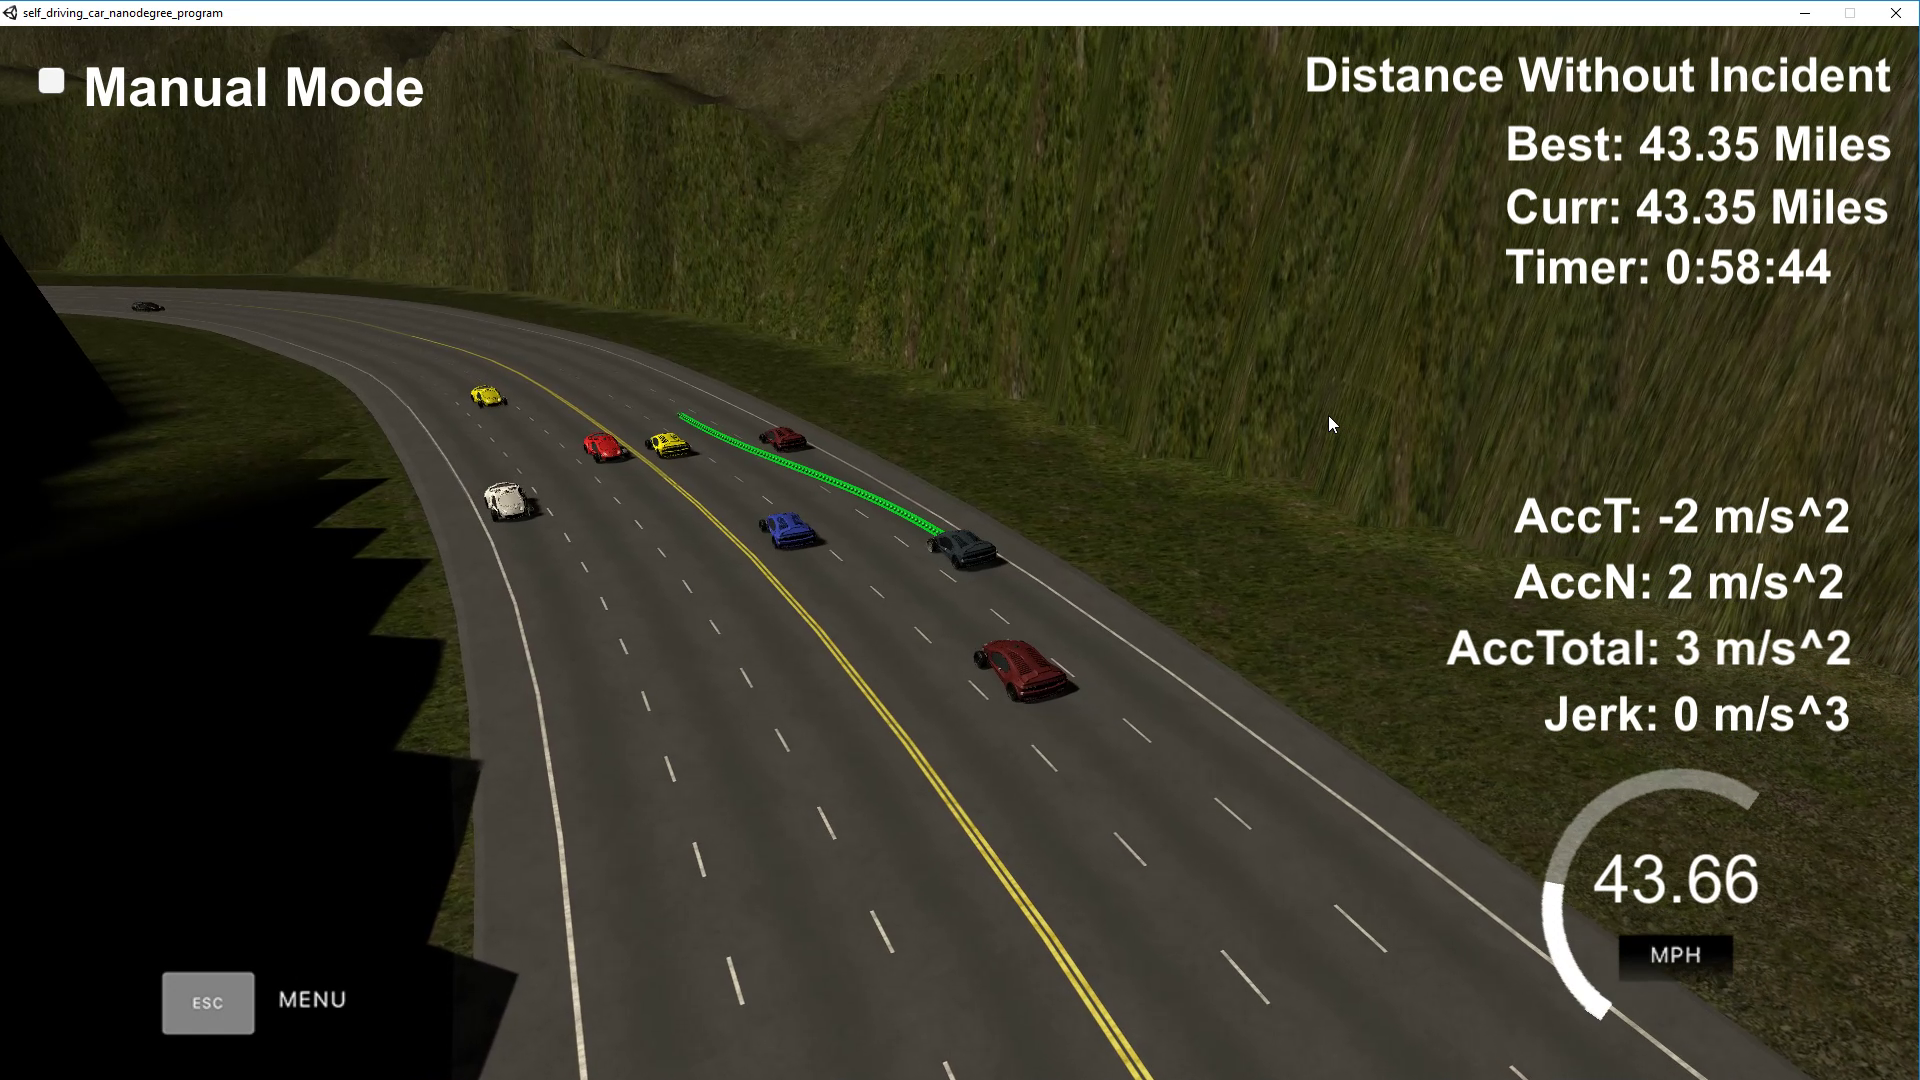 self_driving_car_nanodegree_program
Manual Mode
Distance Without Incident
Best: 43.35 Miles
Curr: 43.35 Miles
Timer: 0:58:44
AccT: -2 m/s^2
AccN: 2 m/s^2
AccTotal: 3 m/s^2
Jerk: 0 m/s^3
43.66
MPH
ESC MENU